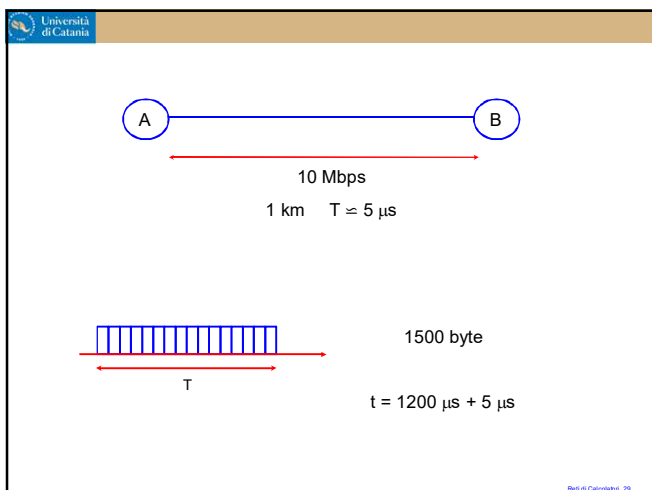 Università
di Catania
A
B
10 Mbps
1 km T ≃ 5 μs
1500 byte
T
t = 1200 μs + 5 μs
Reti di Calcolatori 29